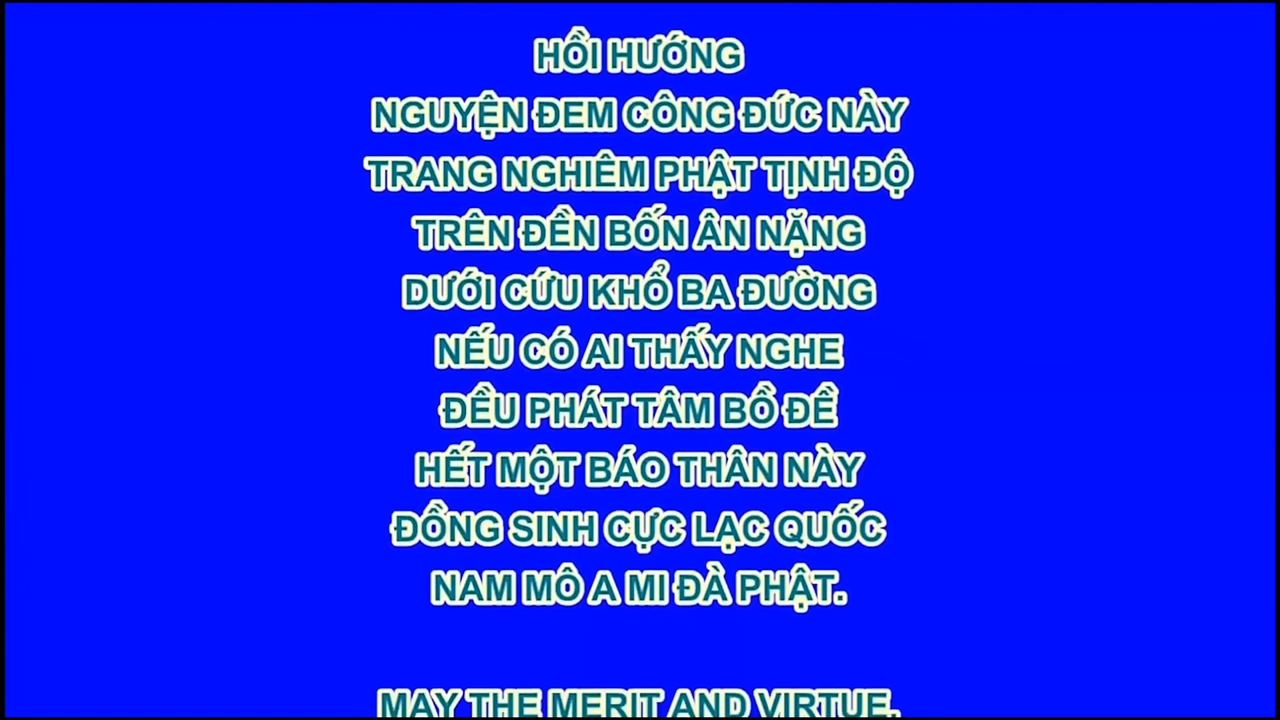 HỒI HƯỚNG
NGUYỆN ĐEM CÔNG ĐỨC NÀY
TRANG NGHIÊM PHẬT TỊNH ĐỘ
TRÊN ĐỀN BỐN ÂN NẶNG
DƯỚI CỨU KHỔ BA ĐƯỜNG
NẾU CÓ AI THẤY NGHE
ĐỀU PHÁT TÂM BỒ ĐỀ
HẾT MỘT BÁO THÂN NÀY
ĐỒNG SINH CỰC LẠC QUỐC
NAM MÔ A MI ĐÀ PHẬT.
MAY THE MERIT AND VIRTUE,